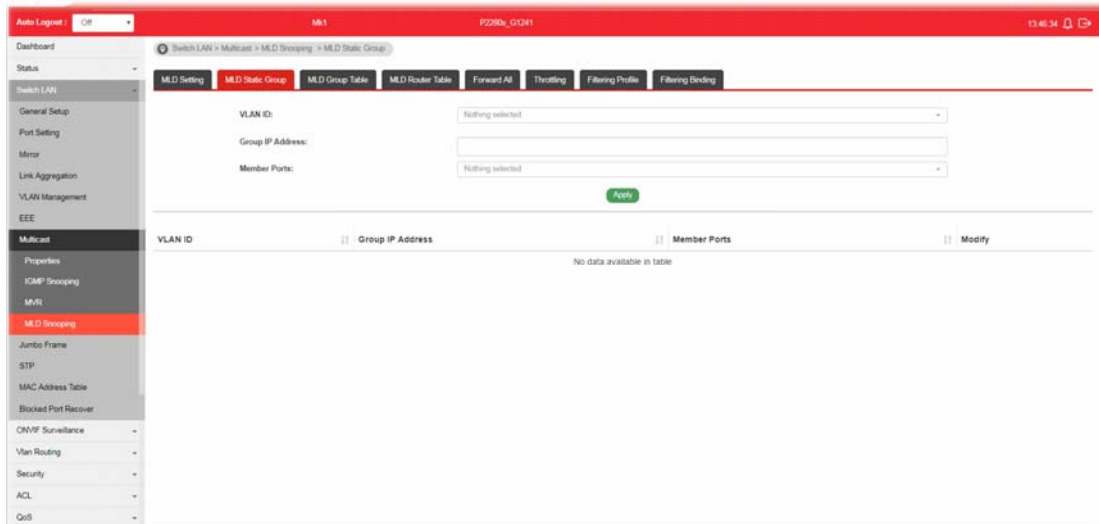 Auto Logout : Off Mk1 P2280x_G1241 13:46:34
Dashboard
Status
Switch LAN
General Setup
Port Setting
Mirror
Link Aggregation
VLAN Management
EEE
Multicast
Properties
IGMP Snooping
MVR
MLD Snooping
Jumbo Frame
STP
MAC Address Table
Blocked Port Recover
ONVIF Surveillance
Vlan Routing
Security
ACL
QoS
Switch LAN > Multicast > MLD Snooping > MLD Static Group
MLD Setting MLD Static Group MLD Group Table MLD Router Table Forward All Throttling Filtering Profile Filtering Binding
VLAN ID: Nothing selected
Group IP Address:
Member Ports: Nothing selected
Apply
VLAN ID Group IP Address Member Ports Modify
No data available in table